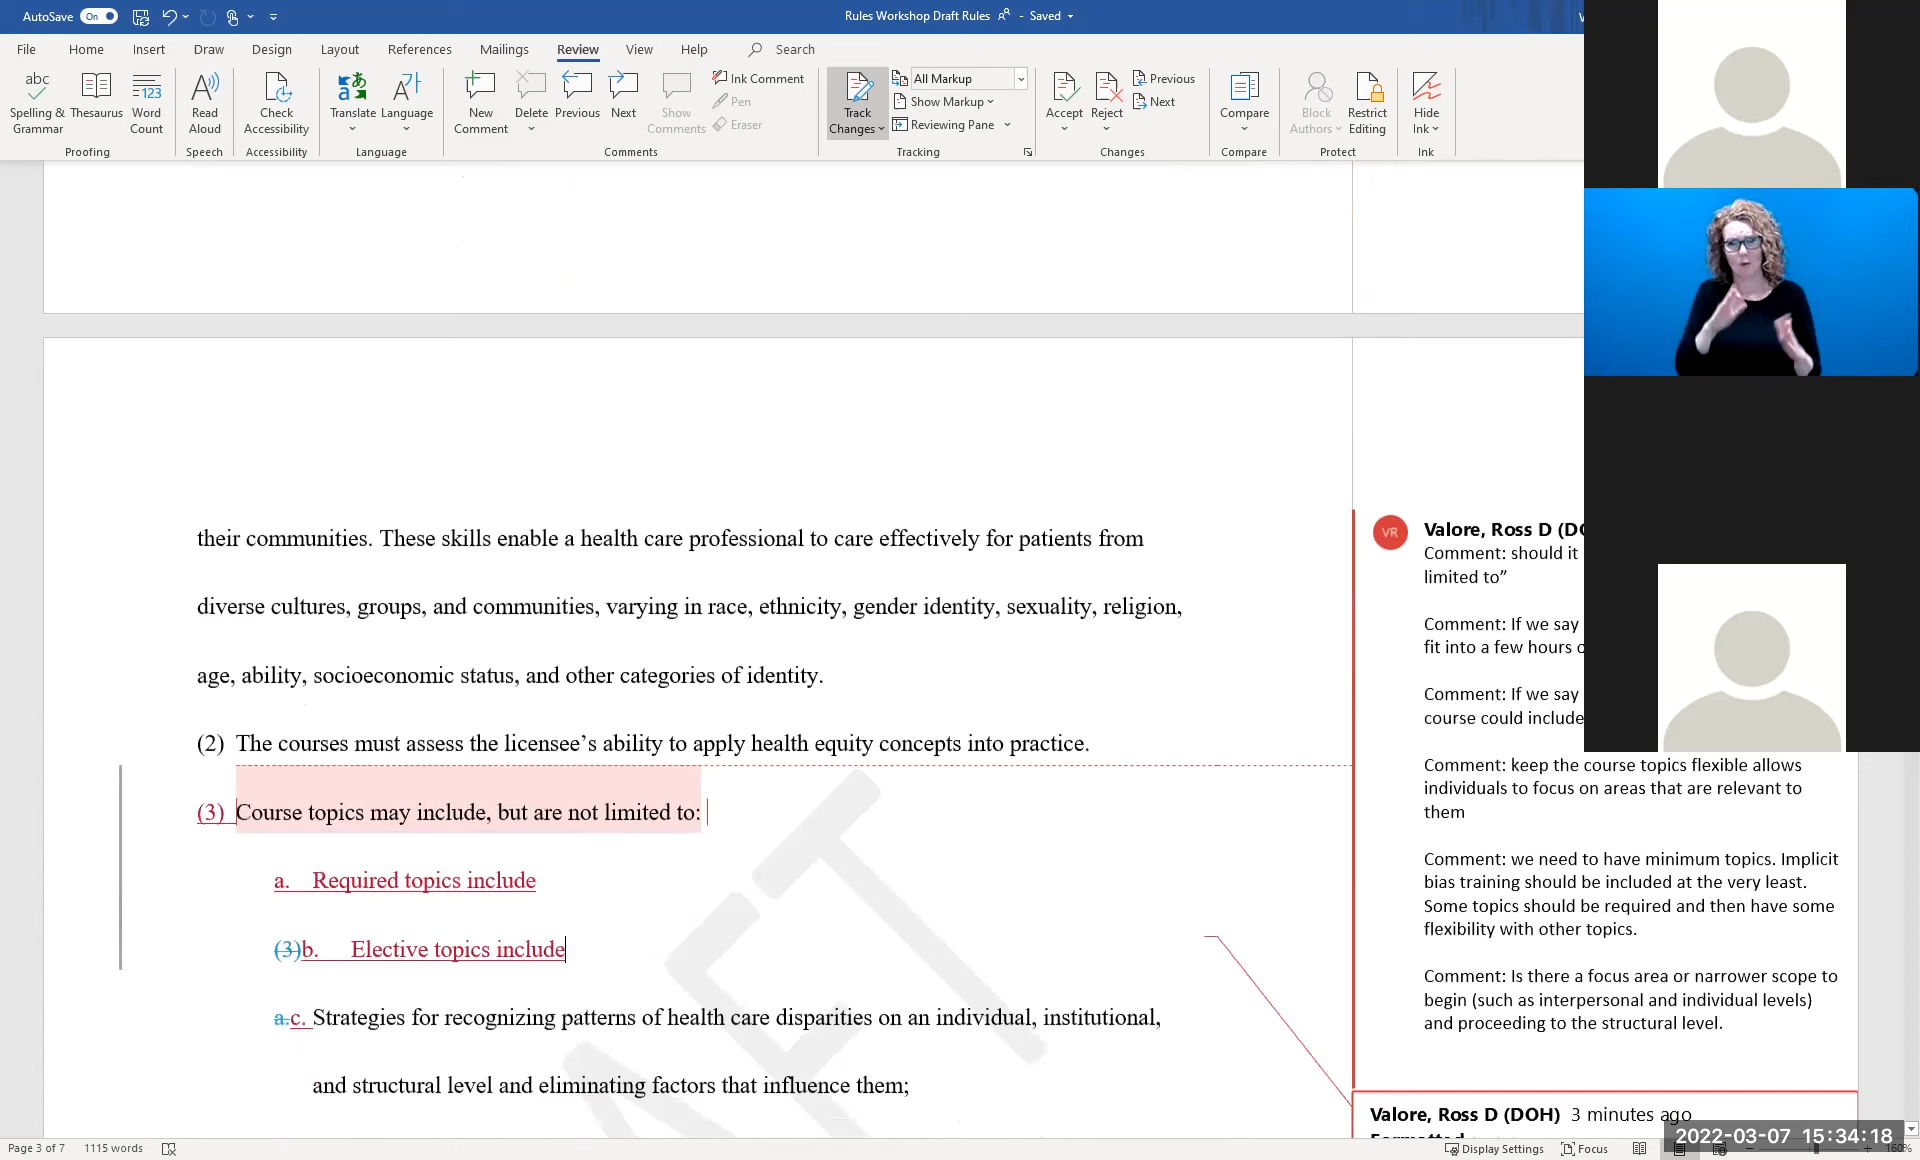 AutoSave On Rules Workshop Draft Rules - Saved
File Home Insert Draw Design Layout References Mailings Review View Help Search
abc Spelling & Grammar
Thesaurus
123 Word Count
Proofing
Read Aloud
Speech
Check Accessibility
Accessibility
Translate
Language
Language
New Comment
Delete
Previous
Next
Show Comments
Ink Comment
Pen
Eraser
Comments
Track Changes
All Markup
Show Markup
Reviewing Pane
Tracking
Accept
Reject
Previous
Next
Changes
Compare
Compare
Block Authors
Restrict Editing
Protect
Hide Ink
Ink
their communities. These skills enable a health care professional to care effectively for patients from
diverse cultures, groups, and communities, varying in race, ethnicity, gender identity, sexuality, religion,
age, ability, socioeconomic status, and other categories of identity.
(2) The courses must assess the licensee’s ability to apply health equity concepts into practice.
(3) Course topics may include, but are not limited to:
a. Required topics include
(3)b. Elective topics include
a.c. Strategies for recognizing patterns of health care disparities on an individual, institutional,
and structural level and eliminating factors that influence them;
VR
Valore, Ross D
Comment: should it
limited to”
Comment: If we say
fit into a few hours
Comment: If we say
course could include
Comment: keep the course topics flexible allows
individuals to focus on areas that are relevant to
them
Comment: we need to have minimum topics. Implicit
bias training should be included at the very least.
Some topics should be required and then have some
flexibility with other topics.
Comment: Is there a focus area or narrower scope to
begin (such as interpersonal and individual levels)
and proceeding to the structural level.
Valore, Ross D (DOH) 3 minutes ago
Page 3 of 7 1115 words
Display Settings Focus 160%
2022-03-07 15:34:18